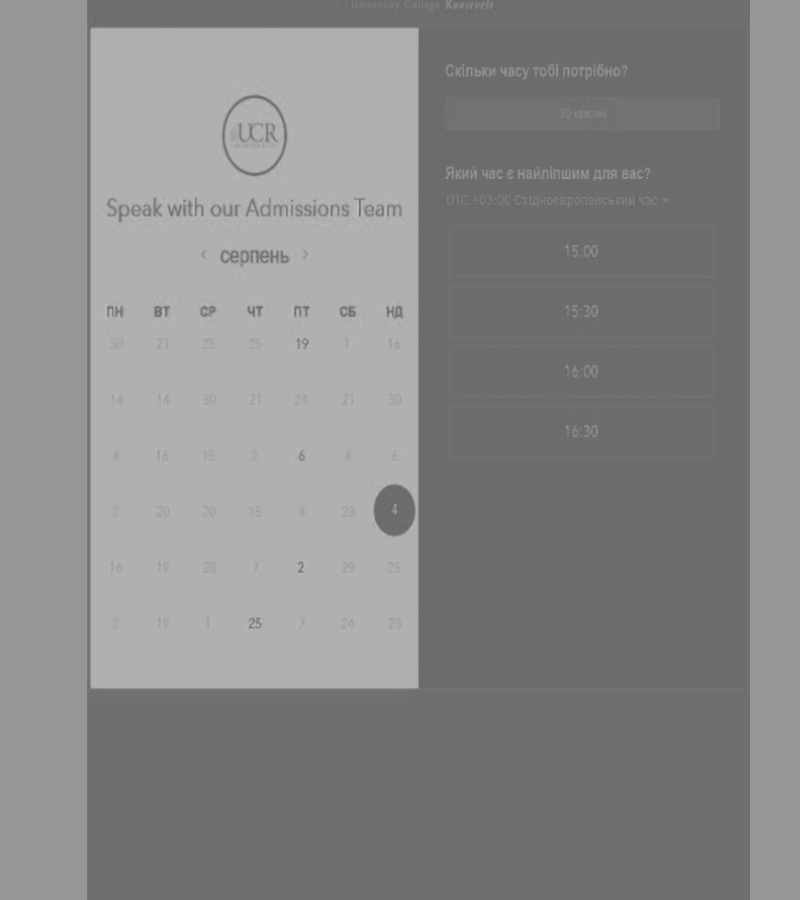 University College Roosevelt
UCR
Speak with our Admissions Team
‹ серпень ›
ПН ВТ СР ЧТ ПТ СБ НД
30 21 25 25 19 1 16
14 14 30 21 24 21 30
4 16 15 2 6 4 6
2 20 20 15 4 28 4
16 19 28 7 2 29 25
2 19 1 25 7 24 28
Скільки часу тобі потрібно?
30 хвилин
Який час є найліпшим для вас?
UTC +03:00 Східноєвропейський час
15:00
15:30
16:00
16:30